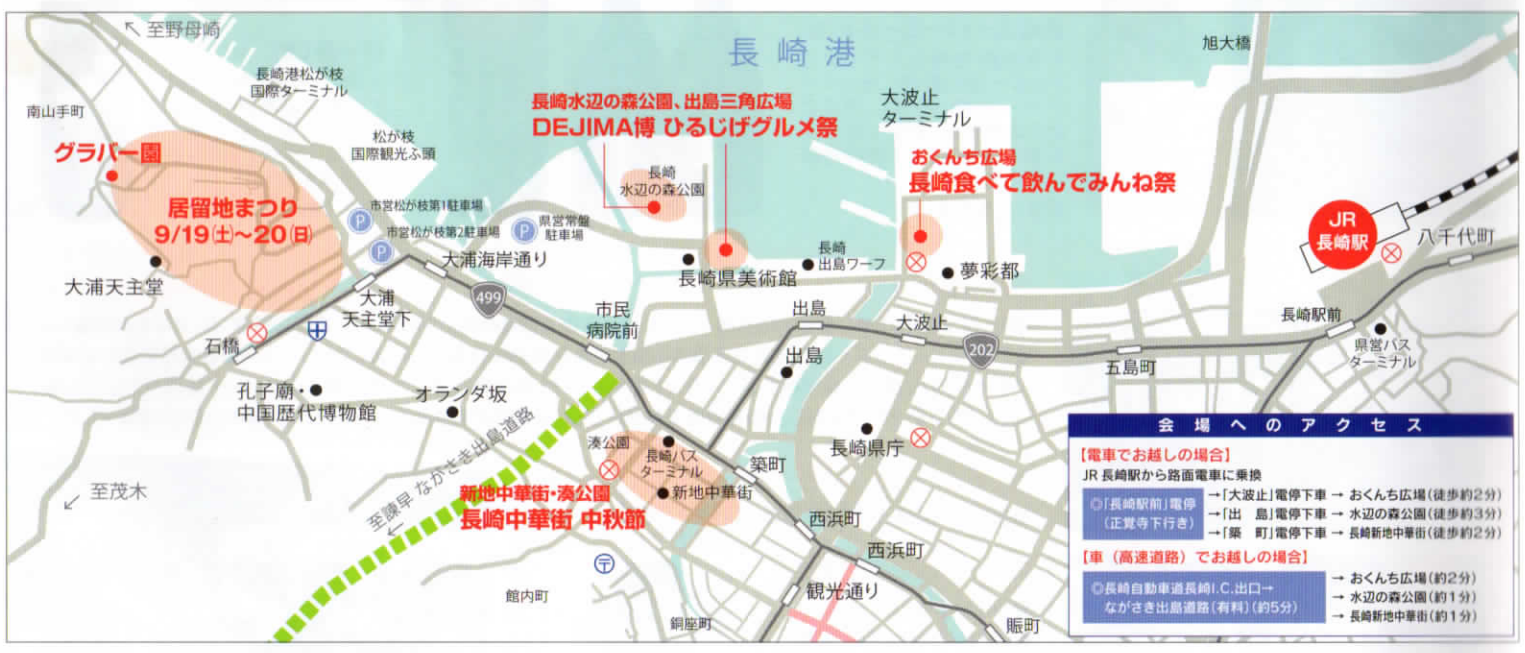 至野母崎
長崎港
旭大橋
長崎港松が枝
国際ターミナル
南山手町
グラバー園
松が枝
国際観光ふ頭
長崎水辺の森公園、出島三角広場
DEJIMA博 ひるじげグルメ祭
大波止
ターミナル
おくんち広場
長崎食べて飲んでみんね祭
長崎
水辺の森公園
居留地まつり
9/19(土)〜20(日)
P
市営松が枝第1駐車場
P
市営松が枝第2駐車場
P
県営常盤
駐車場
JR
長崎駅
八千代町
大浦天主堂
大浦海岸通り
長崎県美術館
長崎
出島ワーフ
夢彩都
大浦
天主堂下
499
市民
病院前
出島
大波止
202
長崎駅前
県営バス
ターミナル
石橋
出島
五島町
孔子廟・
中国歴代博物館
オランダ坂
至諫早 ながさき出島道路
至茂木
湊公園
長崎バス
ターミナル
新地中華街
築町
長崎県庁
新地中華街・湊公園
長崎中華街 中秋節
西浜町
西浜町
観光通り
館内町
銅座町
賑町
会場へのアクセス
【電車でお越しの場合】
JR 長崎駅から路面電車に乗換
◎「長崎駅前」電停
(正覚寺下行き)
→「大波止」電停下車 → おくんち広場(徒歩約2分)
→「出 島」電停下車 → 水辺の森公園(徒歩約3分)
→「築 町」電停下車 → 長崎新地中華街(徒歩約2分)
【車(高速道路)でお越しの場合】
◎長崎自動車道長崎I.C.出口→
ながさき出島道路(有料)(約5分)
→ おくんち広場(約2分)
→ 水辺の森公園(約1分)
→ 長崎新地中華街(約1分)